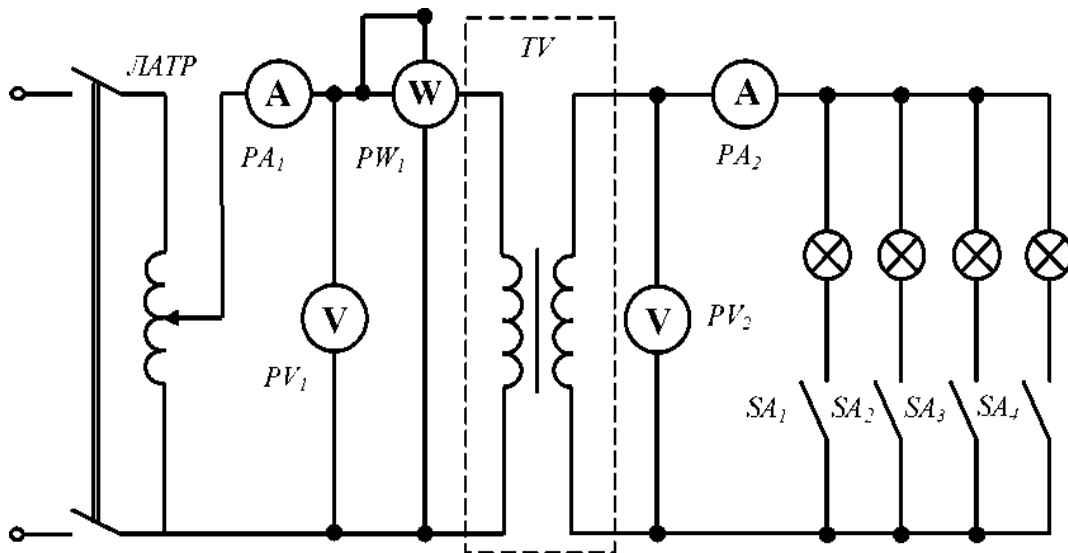 ЛАТР
TV
A
W
A
PA₁
PW₁
PA₂
V
V
PV₂
PV₁
SA₁
SA₂
SA₃
SA₄